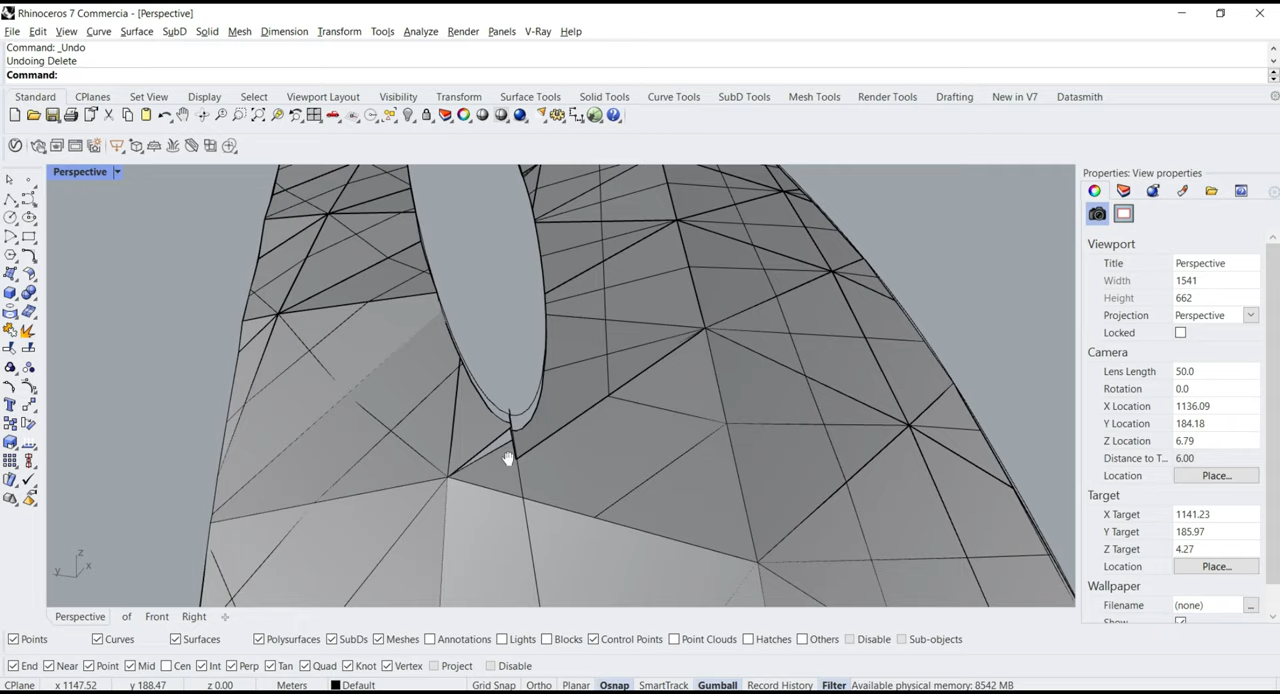 Rhinoceros 7 Commercia - [Perspective]
File Edit View Curve Surface SubD Solid Mesh Dimension Transform Tools Analyze Render Panels V-Ray Help
Command: _Undo
Undoing Delete
Command:
Standard CPlanes Set View Display Select Viewport Layout Visibility Transform Surface Tools Solid Tools Curve Tools SubD Tools Mesh Tools Render Tools Drafting New in V7 Datasmith
Perspective
Properties: View properties
Viewport
Title Perspective
Width 1541
Height 662
Projection Perspective
Locked
Camera
Lens Length 50.0
Rotation 0.0
X Location 1136.09
Y Location 184.18
Z Location 6.79
Distance to T... 6.00
Location Place...
Target
X Target 1141.23
Y Target 185.97
Z Target 4.27
Location Place...
Wallpaper
Filename (none) ...
z
y x
Perspective of Front Right
Points Curves Surfaces Polysurfaces SubDs Meshes Annotations Lights Blocks Control Points Point Clouds Hatches Others Disable Sub-objects
End Near Point Mid Cen Int Perp Tan Quad Knot Vertex Project Disable
CPlane x 1147.52 y 188.47 z 0.00 Meters Default Grid Snap Ortho Planar Osnap SmartTrack Gumball Record History Filter Available physical memory: 8542 MB